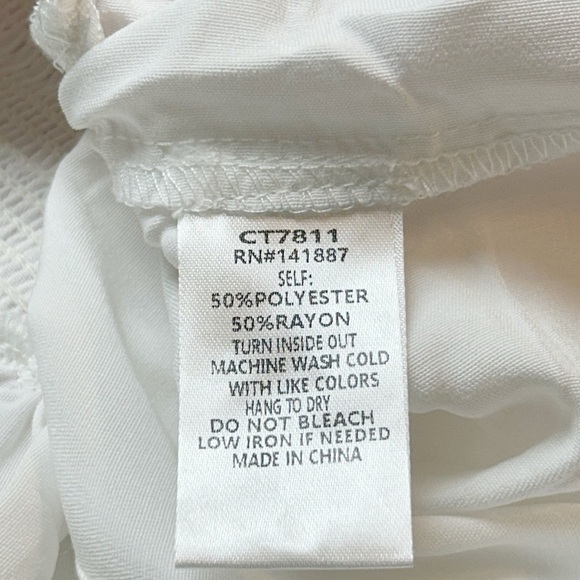 CT7811
RN#141887
SELF:
50%POLYESTER
50%RAYON
TURN INSIDE OUT
MACHINE WASH COLD
WITH LIKE COLORS
HANG TO DRY
DO NOT BLEACH
LOW IRON IF NEEDED
MADE IN CHINA